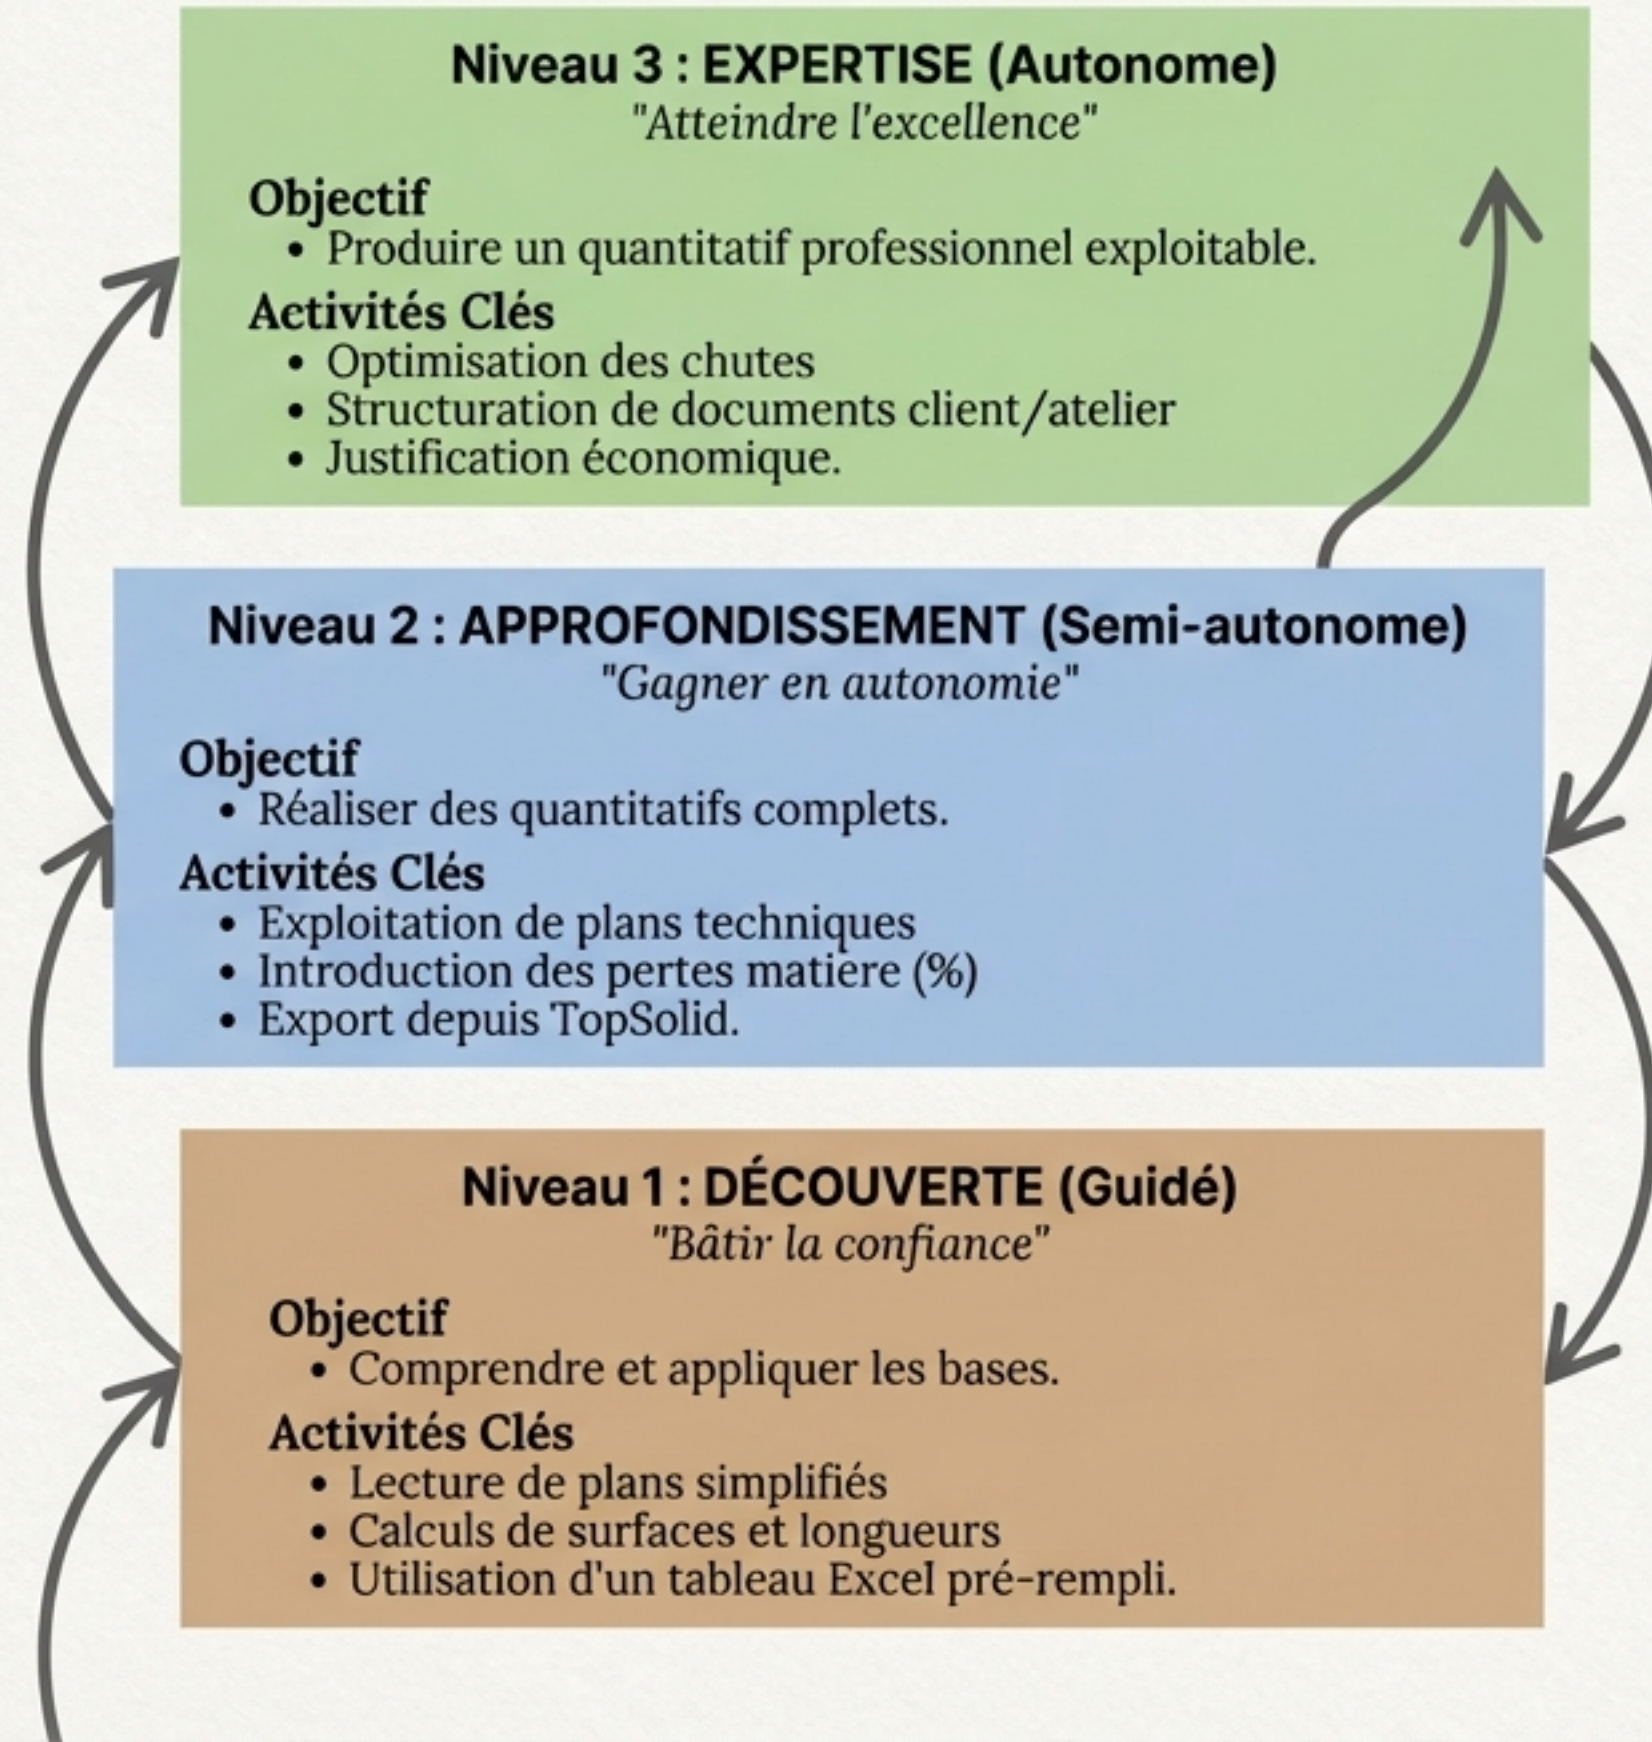 Niveau 3 : EXPERTISE (Autonome)
"Atteindre l'excellence"
Objectif
• Produire un quantitatif professionnel exploitable.
Activités Clés
• Optimisation des chutes
• Structuration de documents client/atelier
• Justification économique.
Niveau 2 : APPROFONDISSEMENT (Semi-autonome)
"Gagner en autonomie"
Objectif
• Réaliser des quantitatifs complets.
Activités Clés
• Exploitation de plans techniques
• Introduction des pertes matière (%)
• Export depuis TopSolid.
Niveau 1 : DÉCOUVERTE (Guidé)
"Bâtir la confiance"
Objectif
• Comprendre et appliquer les bases.
Activités Clés
• Lecture de plans simplifiés
• Calculs de surfaces et longueurs
• Utilisation d'un tableau Excel pré-rempli.